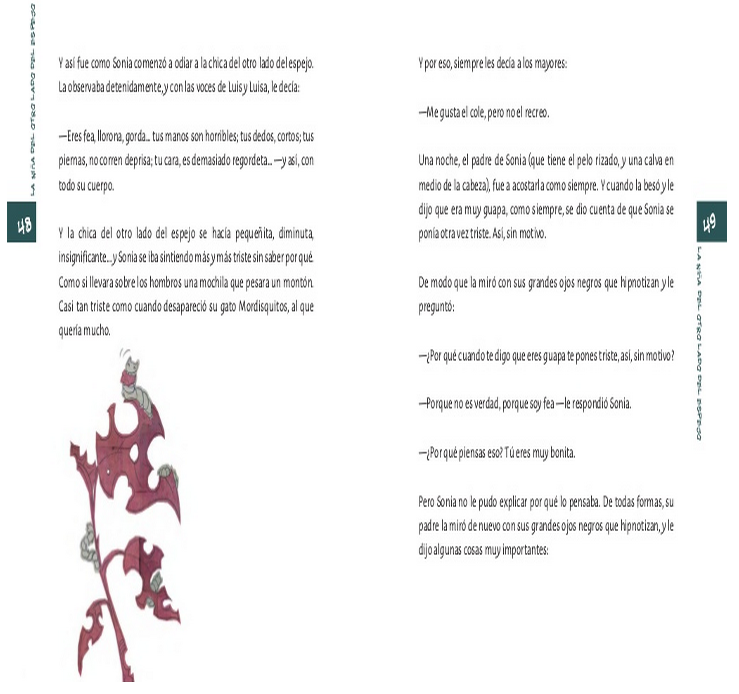 LA NIÑA DEL OTRO LADO DEL ESPEJO
48
Y así fue como Sonia comenzó a odiar a la chica del otro lado del espejo.
La observaba detenidamente, y con las voces de Luis y Luisa, le decía:
—Eres fea, llorona, gorda... tus manos son horribles; tus dedos, cortos; tus
piernas, no corren deprisa; tu cara, es demasiado regordeta... —y así, con
todo su cuerpo.
Y la chica del otro lado del espejo se hacía pequeñita, diminuta,
insignificante... y Sonia se iba sintiendo más y más triste sin saber por qué.
Como si llevara sobre los hombros una mochila que pesara un montón.
Casi tan triste como cuando desapareció su gato Mordisquitos, al que
quería mucho.
Y por eso, siempre les decía a los mayores:
—Me gusta el cole, pero no el recreo.
Una noche, el padre de Sonia (que tiene el pelo rizado, y una calva en
medio de la cabeza), fue a acostarla como siempre. Y cuando la besó y le
dijo que era muy guapa, como siempre, se dio cuenta de que Sonia se
ponía otra vez triste. Así, sin motivo.
De modo que la miró con sus grandes ojos negros que hipnotizan y le
preguntó:
—¿Por qué cuando te digo que eres guapa te pones triste, así, sin motivo?
—Porque no es verdad, porque soy fea —le respondió Sonia.
—¿Por qué piensas eso? Tú eres muy bonita.
Pero Sonia no le pudo explicar por qué lo pensaba. De todas formas, su
padre la miró de nuevo con sus grandes ojos negros que hipnotizan, y le
dijo algunas cosas muy importantes:
49
LA NIÑA DEL OTRO LADO DEL ESPEJO